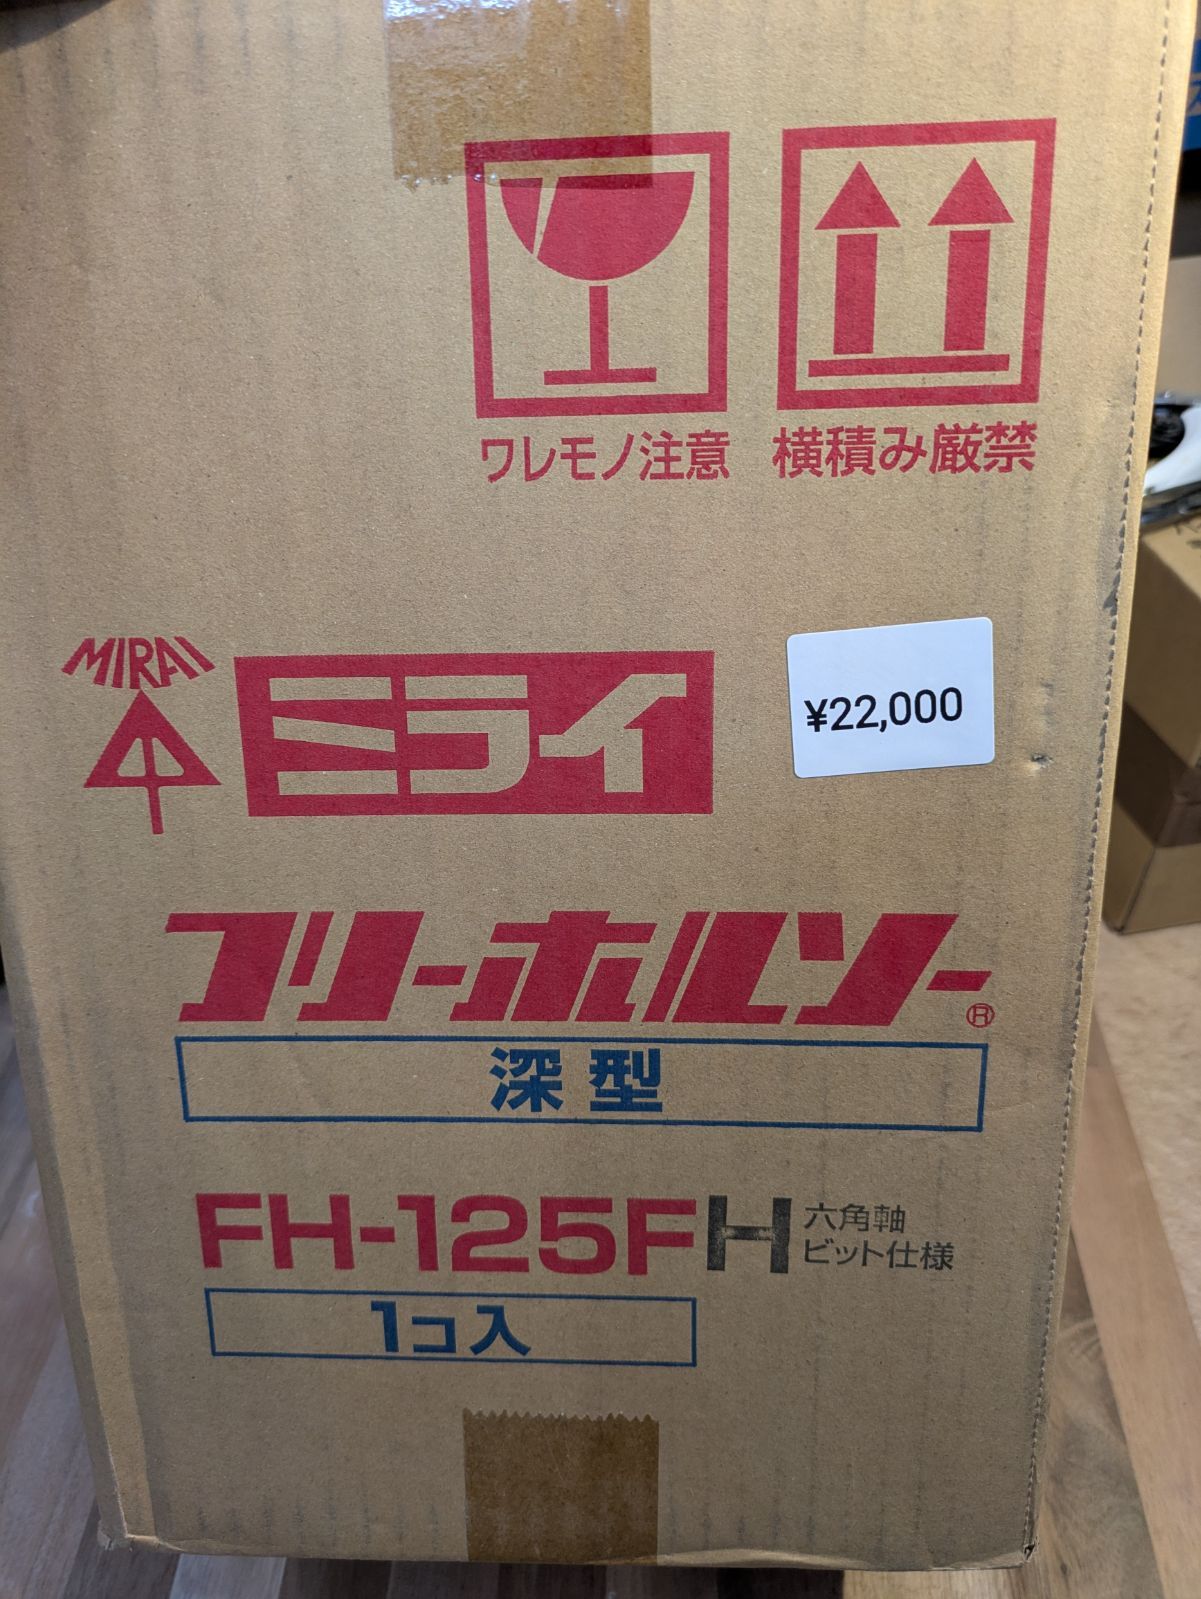 ワレモノ注意 横積み厳禁
MIRAI
ミライ
¥22,000
フリーホルソー®
深型
FH-125FH 六角軸
ビット仕様
1コ入